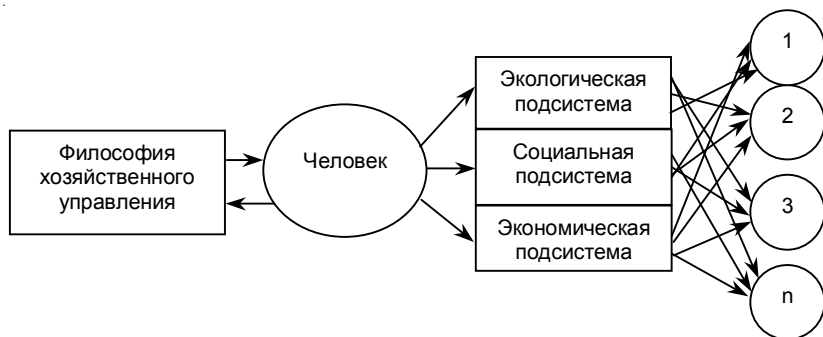 Философия
хозяйственного
управления
Человек
Экологическая
подсистема
Социальная
подсистема
Экономическая
подсистема
1
2
3
n